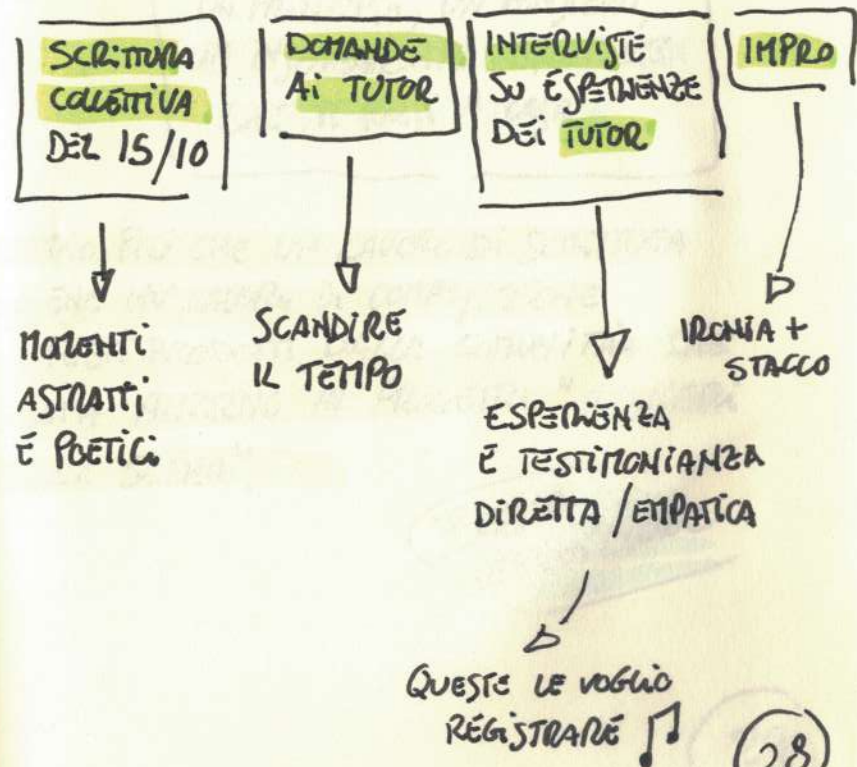 SCRITTURA
COLLETTIVA
DEL 15/10
DOMANDE
Ai TUTOR
INTERVISTE
SU ESPERIENZE
DEI TUTOR
IMPRO
MOMENTI
ASTRATTI
E POETICI
SCANDIRE
IL TEMPO
ESPERIENZA
E TESTIMONIANZA
DIRETTA / EMPATICA
IRONIA +
STACCO
QUESTE LE VOGLIO
REGISTRARE
28